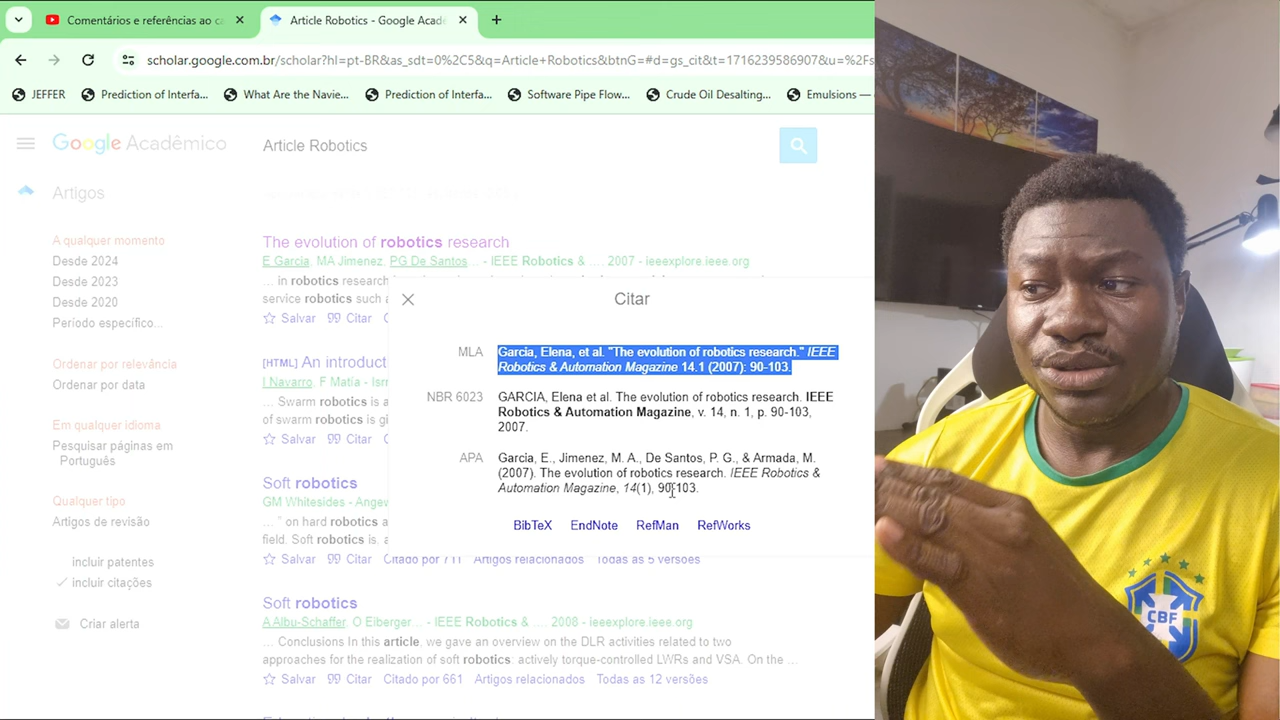 Comentários e referências ao ca
Article Robotics - Google Acadê
scholar.google.com.br/scholar?hl=pt-BR&as_sdt=0%2C5&q=Article+Robotics&btnG=#d=gs_cit&t=1716239586907&u=%2Fs
JEFFER
Prediction of Interfa...
What Are the Navie...
Prediction of Interfa...
Software Pipe Flow...
Crude Oil Desalting...
Emulsions —
Google Acadêmico
Article Robotics
Artigos
A qualquer momento
Desde 2024
Desde 2023
Desde 2020
Período específico...
Ordenar por relevância
Ordenar por data
Em qualquer idioma
Pesquisar páginas em
Português
Qualquer tipo
Artigos de revisão
incluir patentes
incluir citações
Criar alerta
The evolution of robotics research
E Garcia, MA Jimenez, PG De Santos... - IEEE Robotics & ..., 2007 - ieeexplore.ieee.org
... in robotics research
service robotics such a
Salvar Citar C
[HTML] An introduct
I Navarro, F Matía - Isrr
... Swarm robotics is a
of swarm robotics is gi
Salvar Citar C
Soft robotics
GM Whitesides - Angew
... " on hard robotics a
field. Soft robotics is. a
Salvar Citar Citado por 711 Artigos relacionados Todas as 5 versões
Soft robotics
A Albu-Schaffer, O Eiberger... - IEEE Robotics & ..., 2008 - ieeexplore.ieee.org
... Conclusions In this article, we gave an overview on the DLR activities related to two
approaches for the realization of soft robotics: actively torque-controlled LWRs and VSA. On the ...
Salvar Citar Citado por 661 Artigos relacionados Todas as 12 versões
Citar
MLA
Garcia, Elena, et al. "The evolution of robotics research." IEEE
Robotics & Automation Magazine 14.1 (2007): 90-103.
NBR 6023
GARCIA, Elena et al. The evolution of robotics research. IEEE
Robotics & Automation Magazine, v. 14, n. 1, p. 90-103,
2007.
APA
Garcia, E., Jimenez, M. A., De Santos, P. G., & Armada, M.
(2007). The evolution of robotics research. IEEE Robotics &
Automation Magazine, 14(1), 90-103.
BibTeX EndNote RefMan RefWorks
CBF